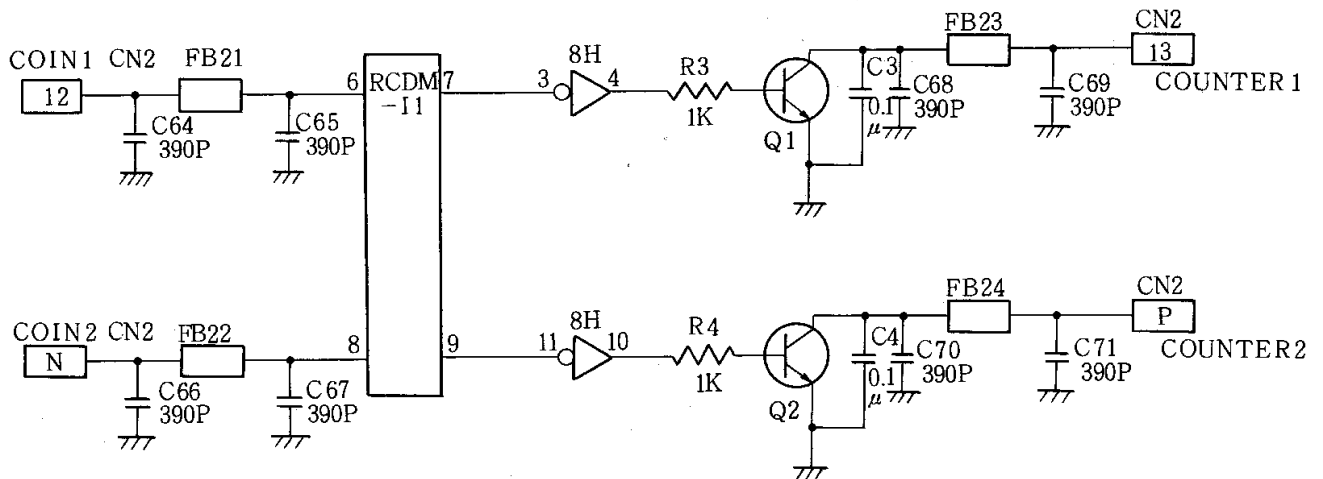 COIN1 CN2 FB21
12
C64
390P
C65
390P
6 RCDM 7
-I1
8H
3 4
R3
1K
Q1
C3
0.1
μ
C68
390P
FB23
C69
390P
CN2
13
COUNTER1
COIN2 CN2 FB22
N
C66
390P
C67
390P
8 9
8H
11 10
R4
1K
Q2
C4
0.1
μ
C70
390P
FB24
C71
390P
CN2
P
COUNTER2